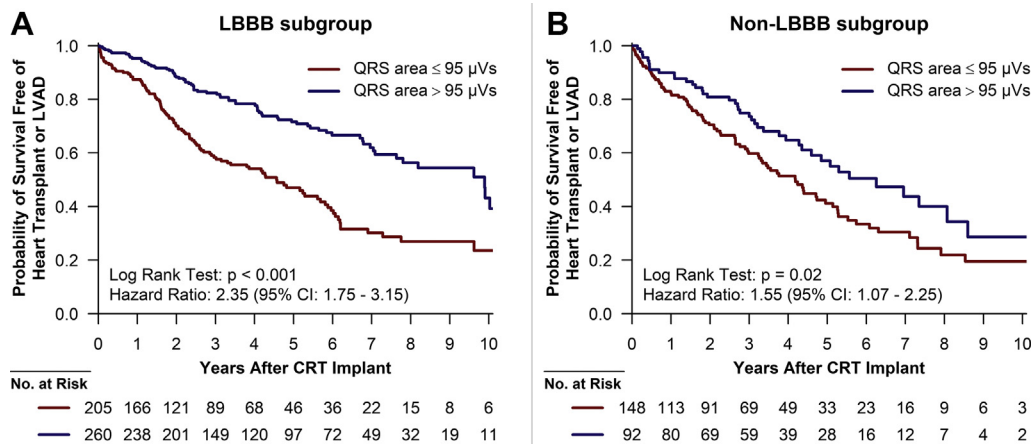 A
LBBB subgroup
QRS area ≤ 95 µVs
QRS area > 95 µVs
Probability of Survival Free of
Heart Transplant or LVAD
1.0
0.8
0.6
0.4
0.2
0.0
Log Rank Test: p < 0.001
Hazard Ratio: 2.35 (95% CI: 1.75 - 3.15)
0 1 2 3 4 5 6 7 8 9 10
Years After CRT Implant
No. at Risk
205 166 121 89 68 46 36 22 15 8 6
260 238 201 149 120 97 72 49 32 19 11
B
Non-LBBB subgroup
QRS area ≤ 95 µVs
QRS area > 95 µVs
Probability of Survival Free of
Heart Transplant or LVAD
1.0
0.8
0.6
0.4
0.2
0.0
Log Rank Test: p = 0.02
Hazard Ratio: 1.55 (95% CI: 1.07 - 2.25)
0 1 2 3 4 5 6 7 8 9 10
Years After CRT Implant
No. at Risk
148 113 91 69 49 33 23 16 9 6 3
92 80 69 59 39 28 16 12 7 4 2